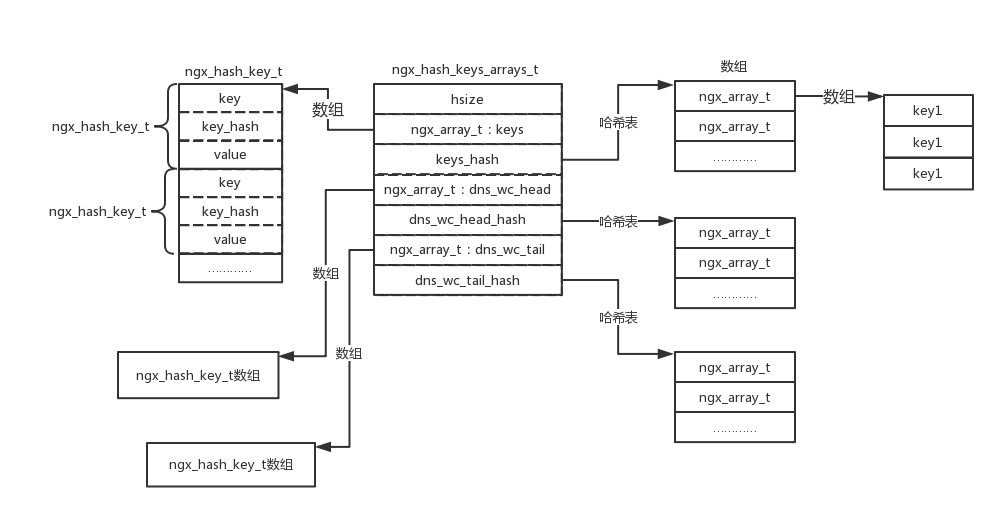 ngx_hash_key_t
key
key_hash
value
key
key_hash
value
…………
ngx_hash_key_t
ngx_hash_key_t
数组
ngx_hash_keys_arrays_t
hsize
ngx_array_t：keys
keys_hash
ngx_array_t：dns_wc_head
dns_wc_head_hash
ngx_array_t：dns_wc_tail
dns_wc_tail_hash
数组
数组
ngx_hash_key_t数组
ngx_hash_key_t数组
哈希表
数组
ngx_array_t
ngx_array_t
…………
数组
key1
key1
key1
哈希表
ngx_array_t
ngx_array_t
…………
哈希表
ngx_array_t
ngx_array_t
…………